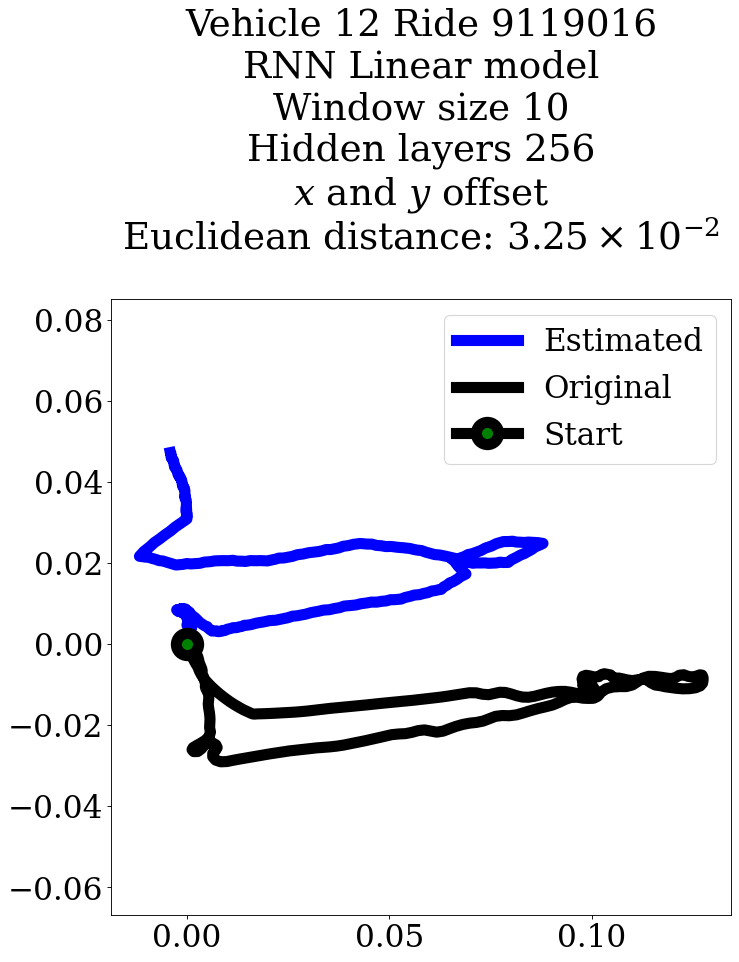 Vehicle 12 Ride 9119016
RNN Linear model
Window size 10
Hidden layers 256
x and y offset
Euclidean distance: 3.25 × 10⁻²
Estimated
Original
Start
0.08
0.06
0.04
0.02
0.00
−0.02
−0.04
−0.06
0.00 0.05 0.10